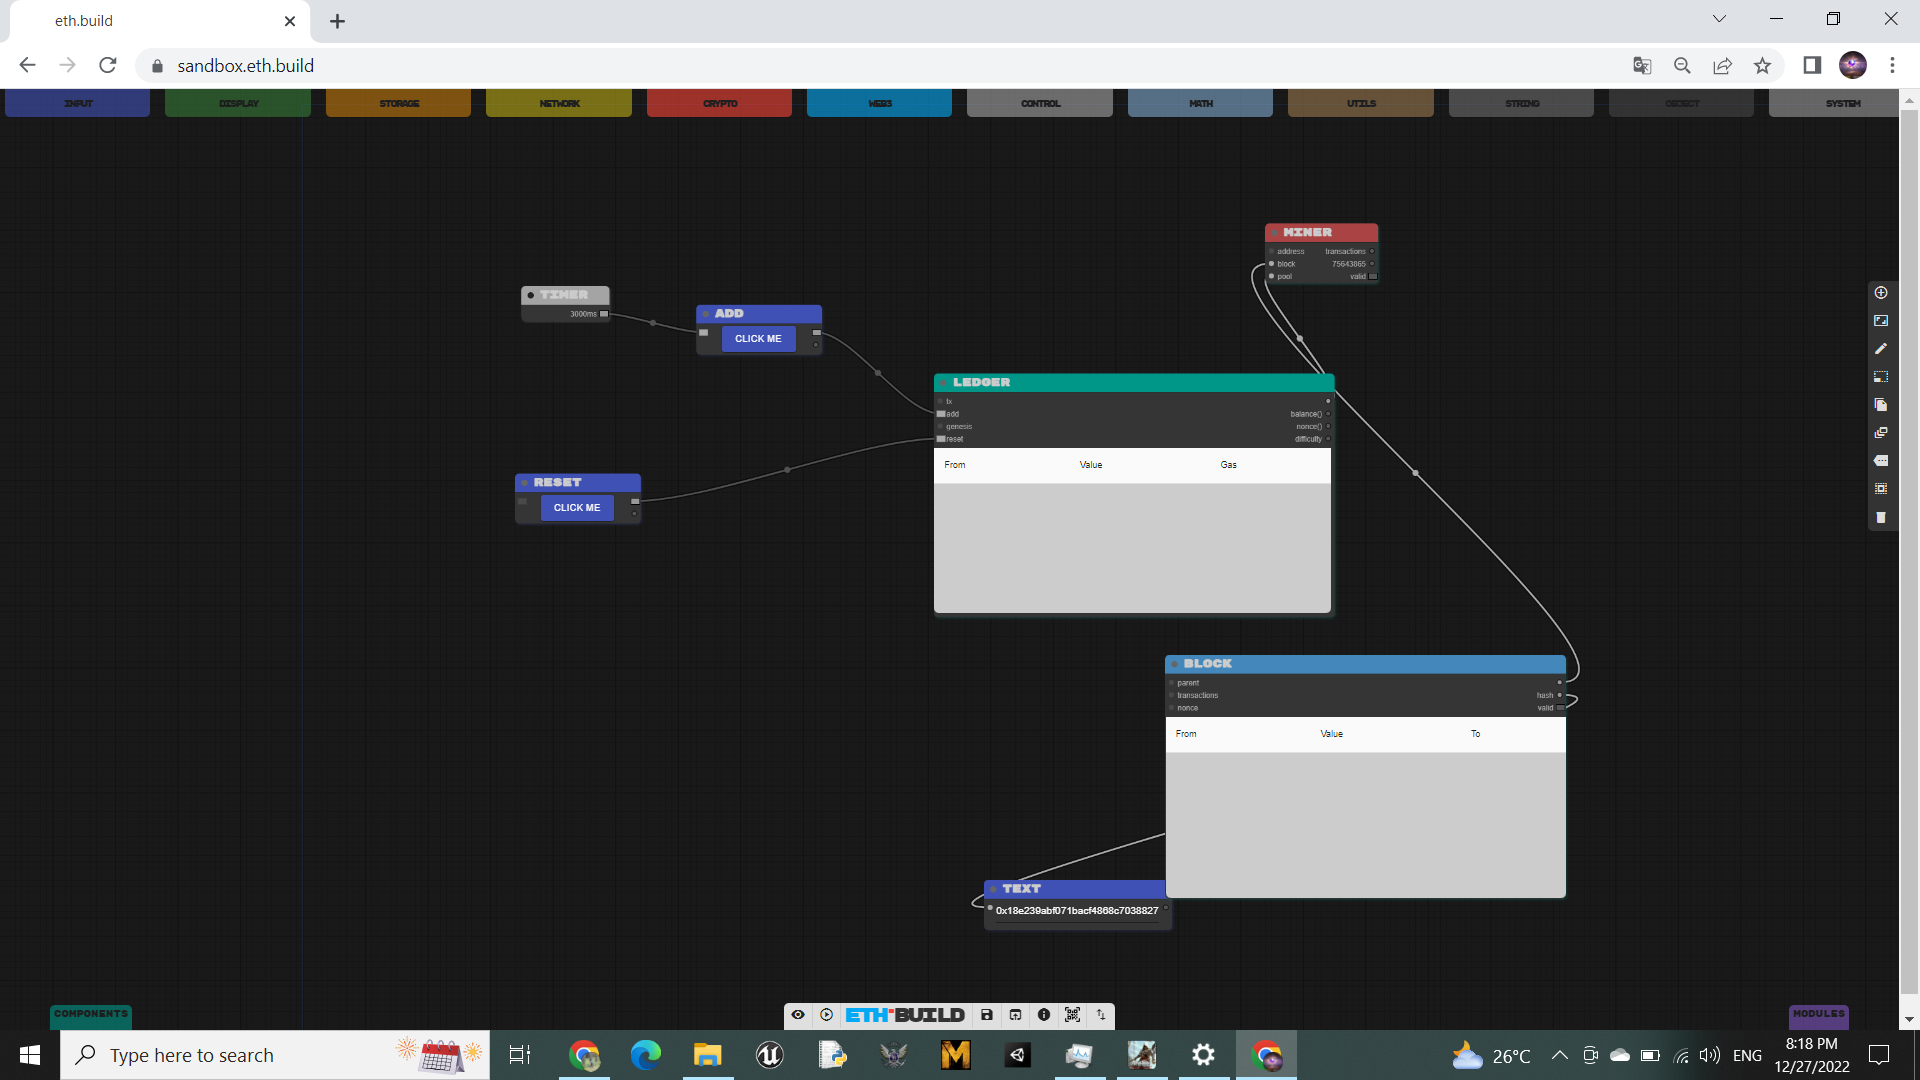 eth.build
sandbox.eth.build
INPUT DISPLAY STORAGE NETWORK CRYPTO WEB3 CONTROL MATH UTILS STRING OBJECT SYSTEM
MINER
address transactions
block 75643865
pool valid
TIMER
3000ms
ADD
CLICK ME
LEDGER
tx
add balance()
genesis nonce()
reset difficulty
From Value Gas
RESET
CLICK ME
BLOCK
parent
transactions hash
nonce valid
From Value To
TEXT
0x18e239abf071bacf4868c7038827
COMPONENTS
ETH BUILD
MODULES
Type here to search
26°C
ENG
8:18 PM
12/27/2022